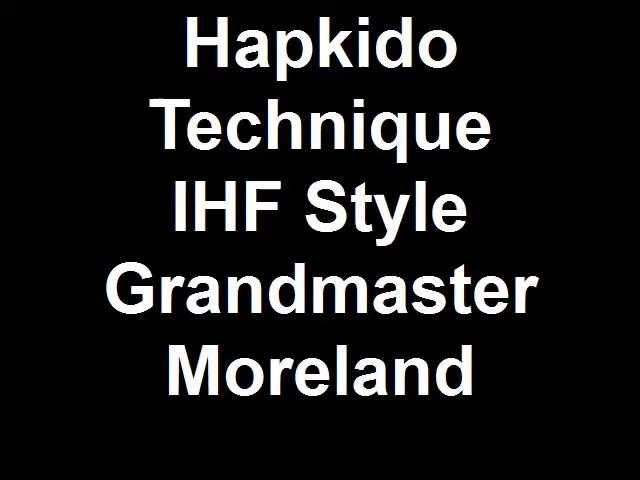 Hapkido
Technique
IHF Style
Grandmaster
Moreland